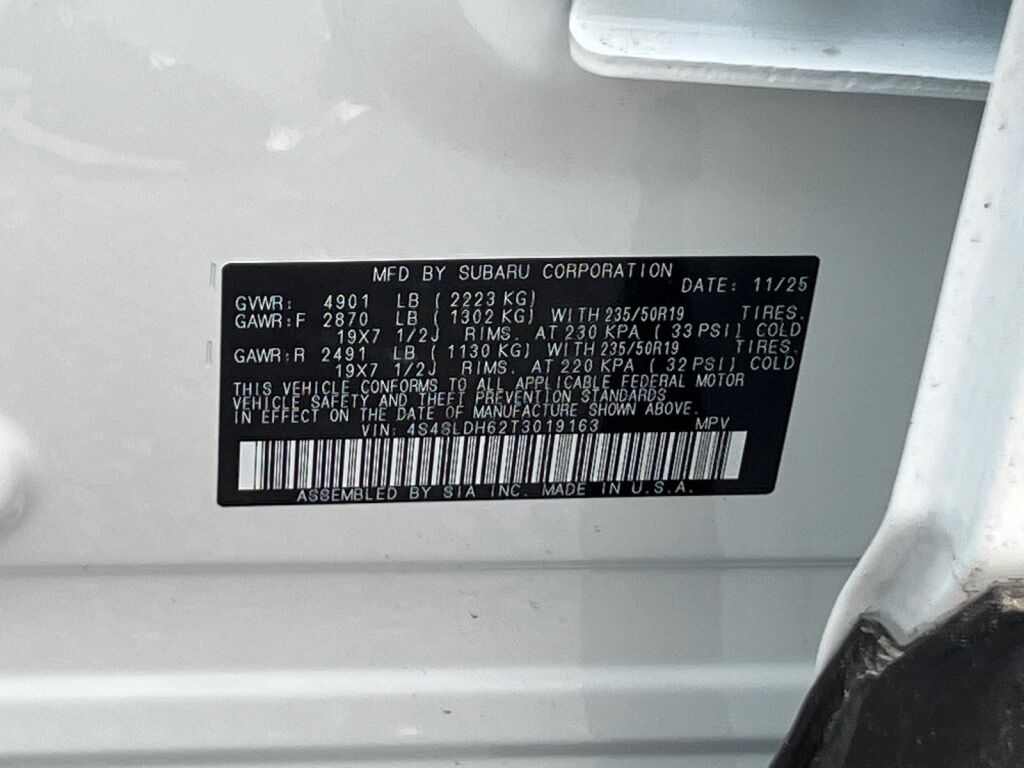 MFD BY SUBARU CORPORATION DATE: 11/25
GVWR: 4901 LB ( 2223 KG)
GAWR:F 2870 LB ( 1302 KG) WITH 235/50R19 TIRES.
19X7 1/2J RIMS. AT 230 KPA ( 33 PSI) COLD
GAWR:R 2491 LB ( 1130 KG) WITH 235/50R19 TIRES.
19X7 1/2J RIMS. AT 220 KPA ( 32 PSI) COLD
THIS VEHICLE CONFORMS TO ALL APPLICABLE FEDERAL MOTOR
VEHICLE SAFETY AND THEFT PREVENTION STANDARDS
IN EFFECT ON THE DATE OF MANUFACTURE SHOWN ABOVE.
VIN: 4S4SLDH62T3019163 MPV
ASSEMBLED BY SIA INC. MADE IN U.S.A.